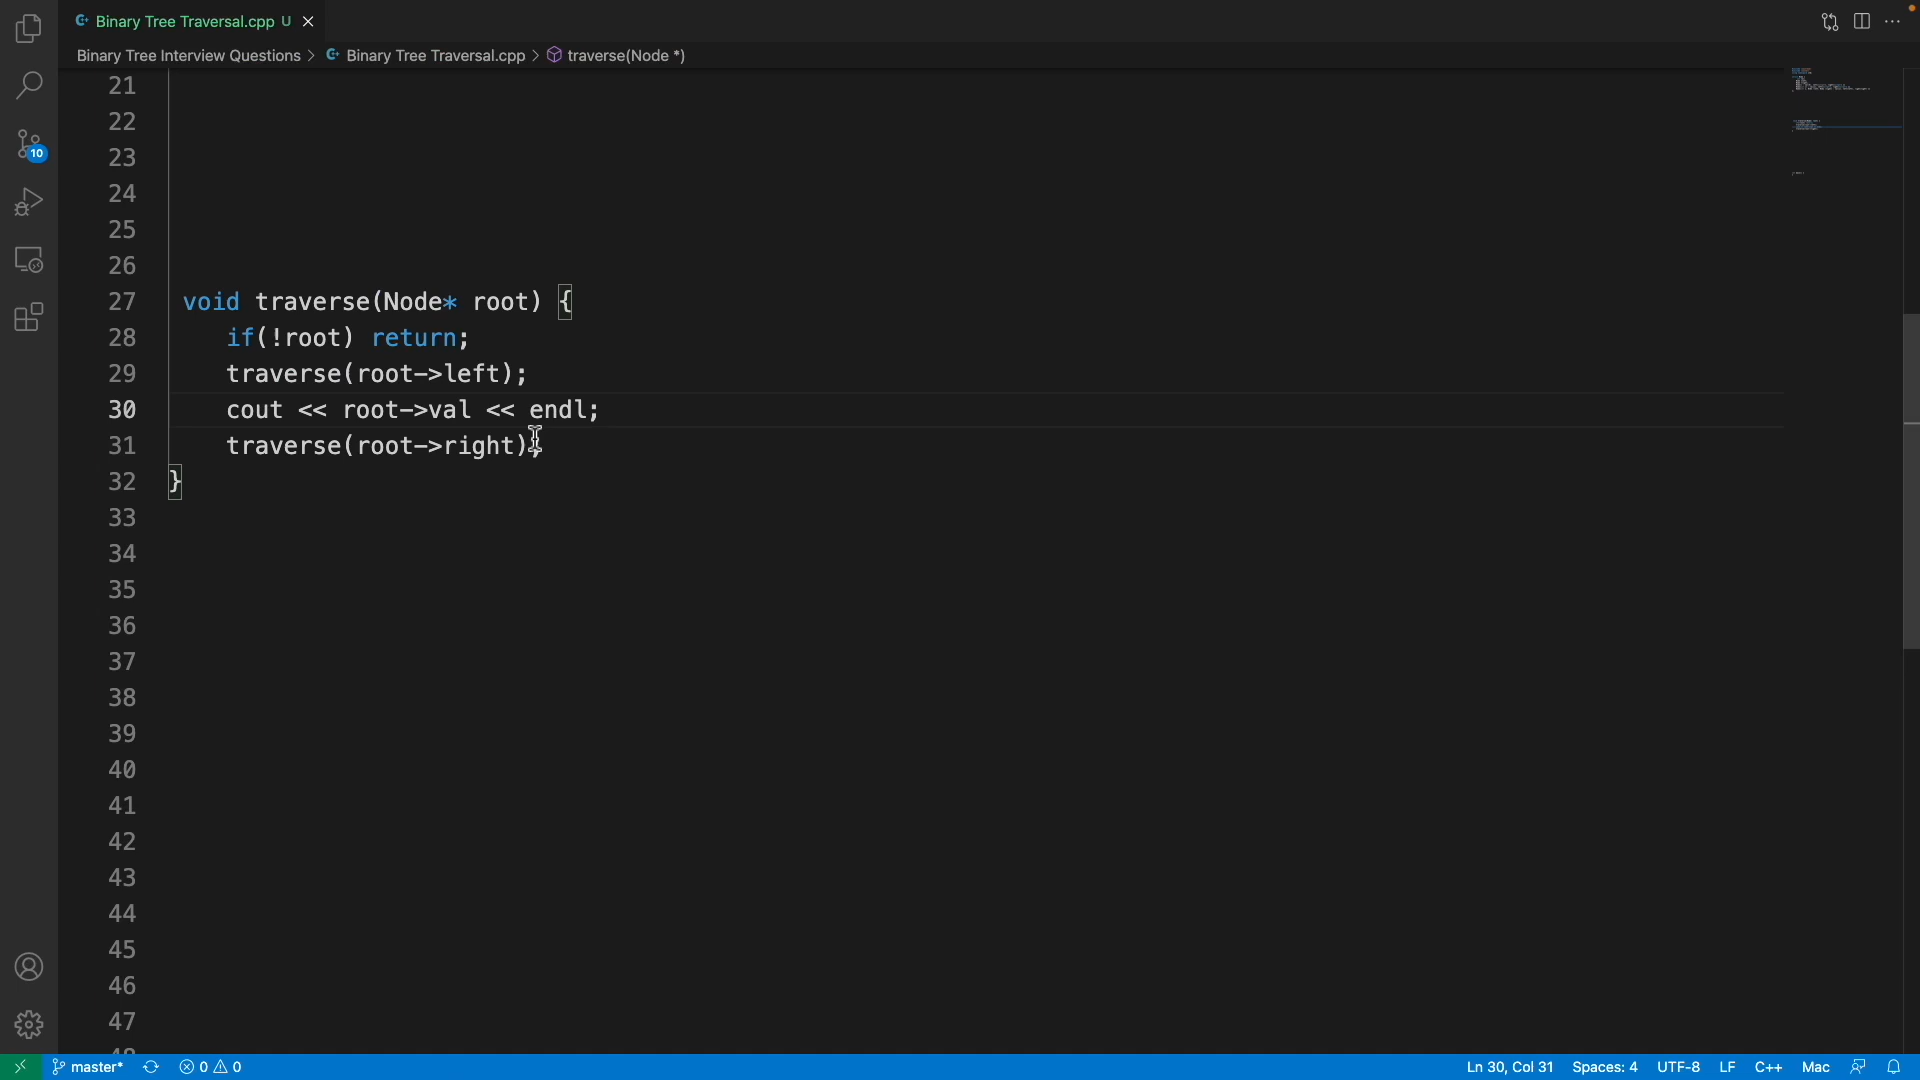 Binary Tree Traversal.cpp U
Binary Tree Interview Questions > Binary Tree Traversal.cpp > traverse(Node *)
21
22
23
24
25
26
27 void traverse(Node* root) {
28 if(!root) return;
29 traverse(root->left);
30 cout << root->val << endl;
31 traverse(root->right);
32 }
33
34
35
36
37
38
39
40
41
42
43
44
45
46
47
10
master* 0 0 Ln 30, Col 31 Spaces: 4 UTF-8 LF C++ Mac